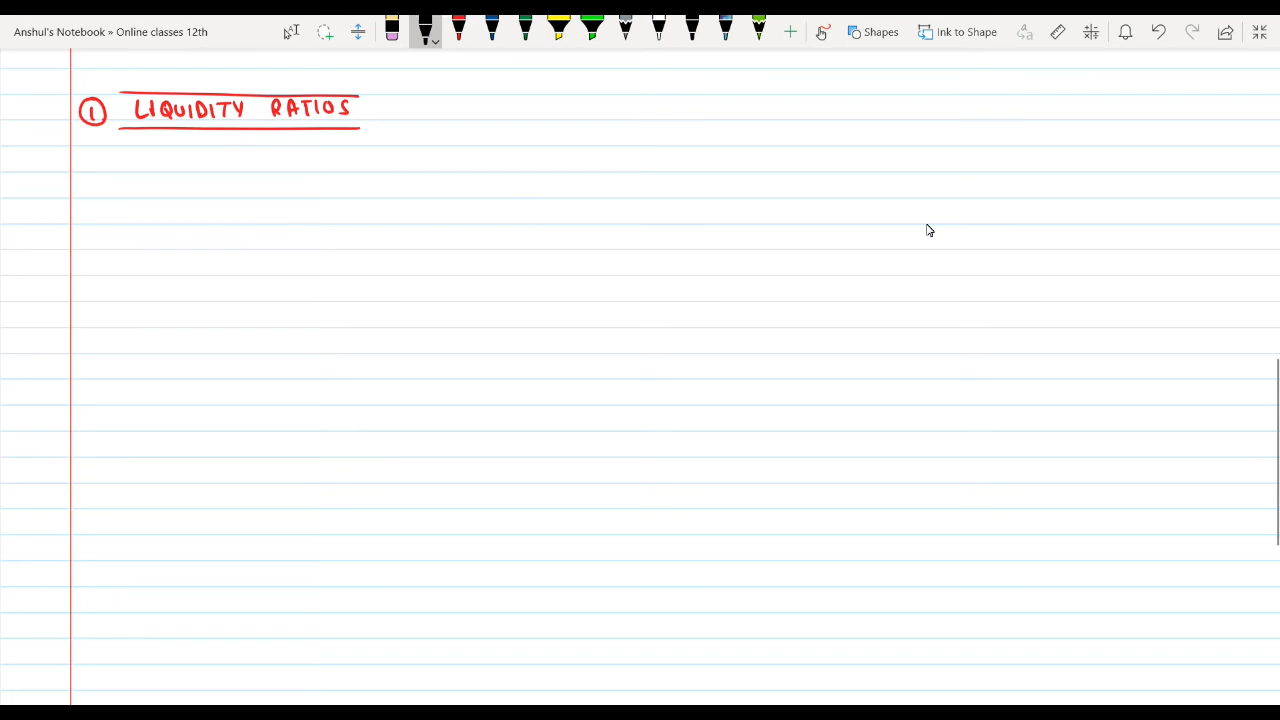 Anshul's Notebook » Online classes 12th
Shapes
Ink to Shape
① LIQUIDITY RATIOS